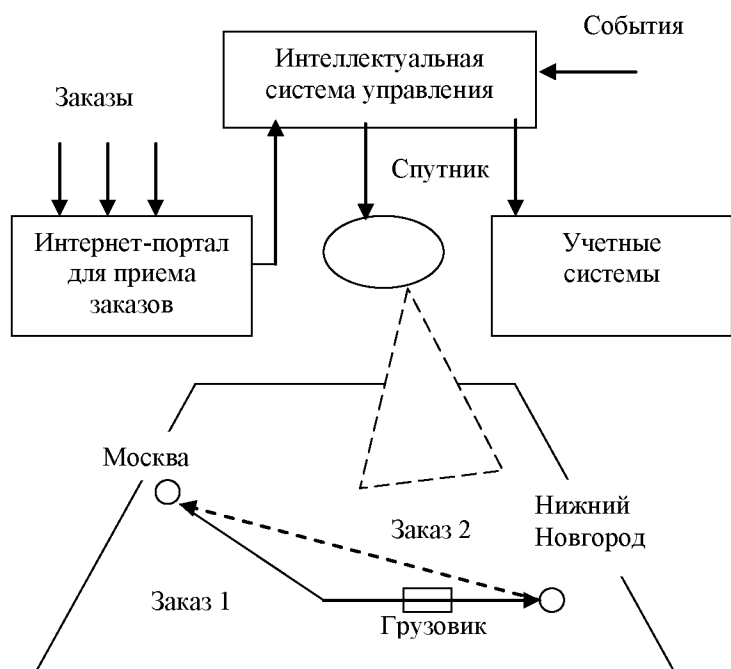 События
Интеллектуальная
система управления
Заказы
Спутник
Интернет-портал
для приема
заказов
Учетные
системы
Москва
Нижний
Новгород
Заказ 2
Заказ 1
Грузовик